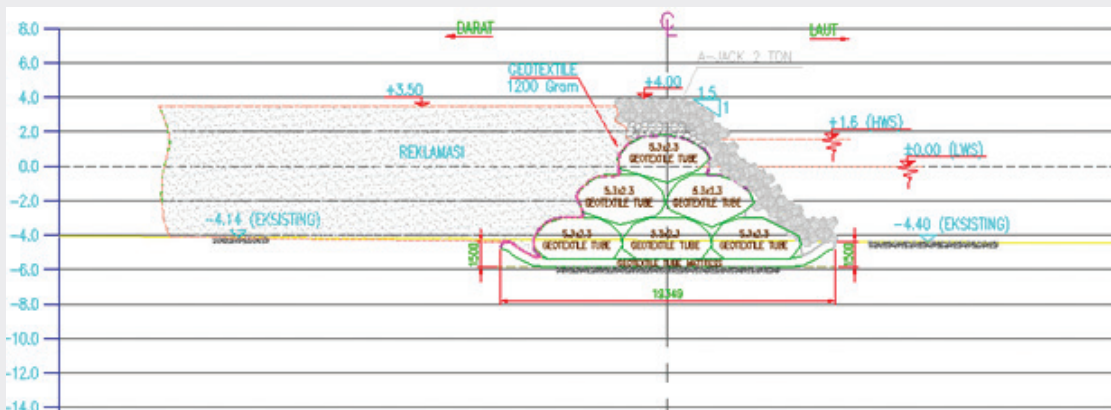 8.0
6.0
4.0
2.0
0.0
-2.0
-4.0
-6.0
-8.0
-10.0
-12.0
-14.0
DARAT
CL
LAUT
A-JACK 2 TON
GEOTEXTILE
1200 Gram
+3.50
+4.00
1.5
1
+1.6 (HWS)
±0.00 (LWS)
REKLAMASI
5.3x2.3
GEOTEXTILE TUBE
5.3x2.3
GEOTEXTILE TUBE
5.3x2.3
GEOTEXTILE TUBE
-4.14 (EKSISTING)
-4.40 (EKSISTING)
5.3x2.3
GEOTEXTILE TUBE
5.3x2.3
GEOTEXTILE TUBE
5.3x2.3
GEOTEXTILE TUBE
GEOTEXTILE TUBE MATTRESS
1500
1500
19349